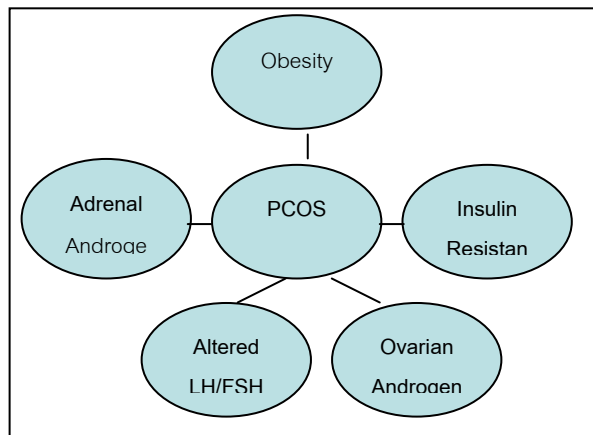 Obesity
Adrenal
Androge
PCOS
Insulin
Resistan
Altered
LH/FSH
Ovarian
Androgen